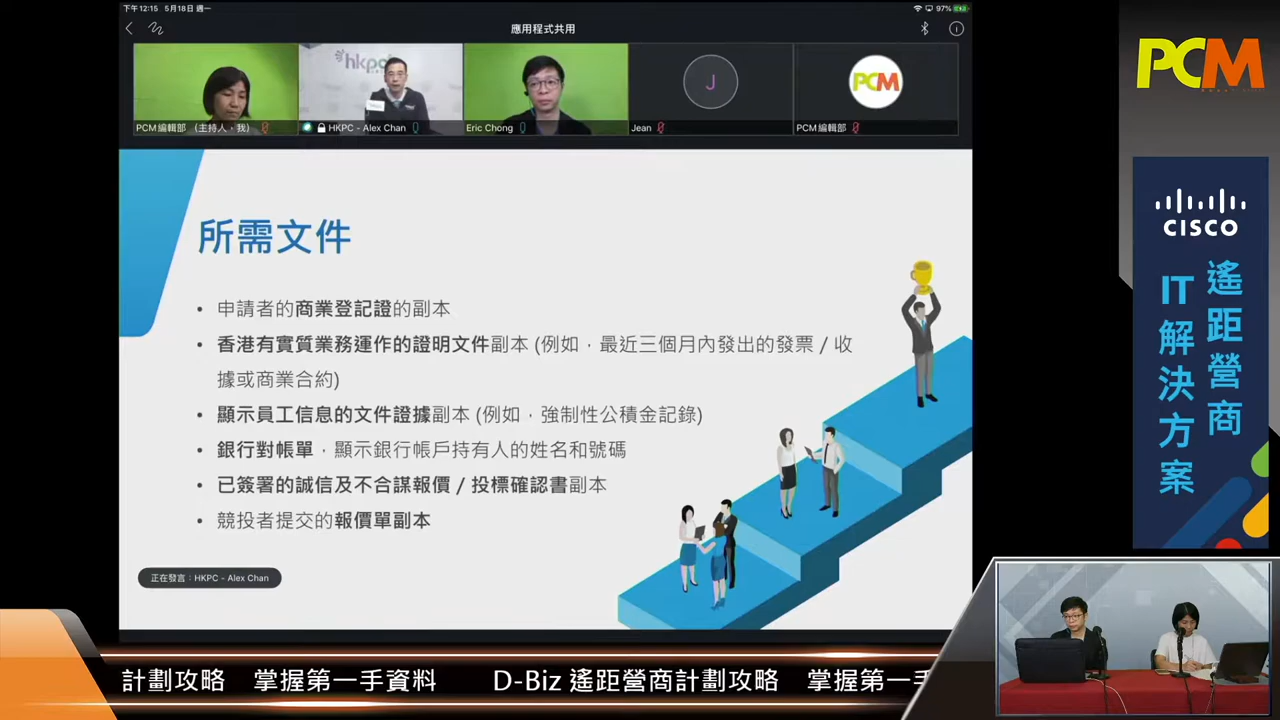 下午12:15 5月18日 週一
97%
應用程式共用
hkpc
J
PCM
PCM編輯部 (主持人，我)
HKPC - Alex Chan
Eric Chong
Jean
PCM編輯部
所需文件
• 申請者的商業登記證的副本
• 香港有實質業務運作的證明文件副本 (例如，最近三個月內發出的發票 / 收
據或商業合約)
• 顯示員工信息的文件證據副本 (例如，強制性公積金記錄)
• 銀行對帳單，顯示銀行帳戶持有人的姓名和號碼
• 已簽署的誠信及不合謀報價 / 投標確認書副本
• 競投者提交的報價單副本
正在發言：HKPC - Alex Chan
PCM
CISCO
遙距營商
IT解決方案
計劃攻略 掌握第一手資料 D-Biz 遙距營商計劃攻略 掌握第一手